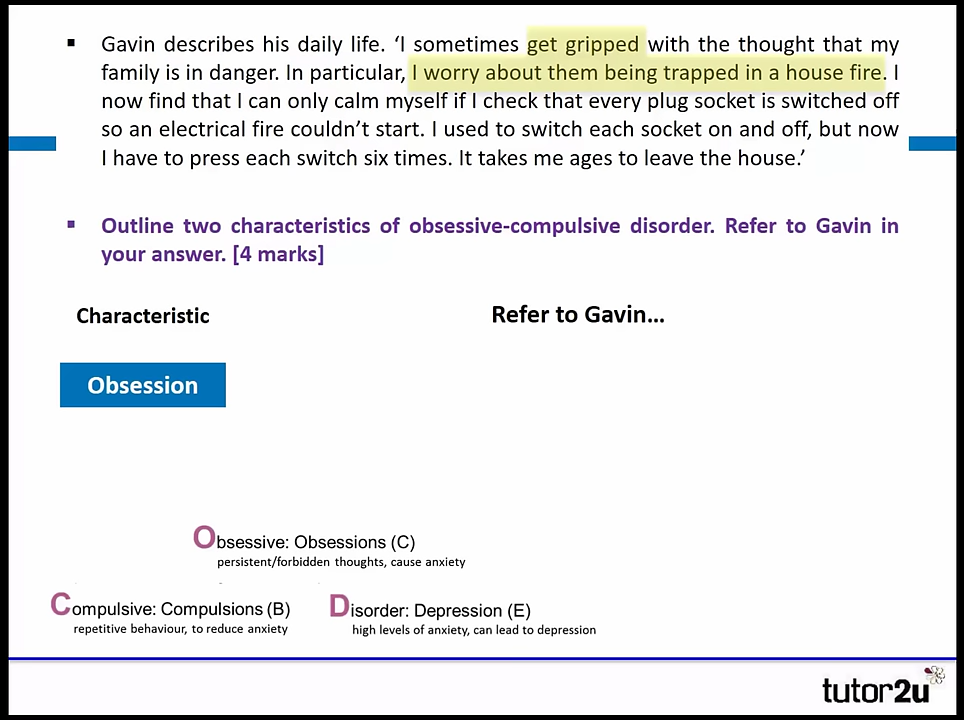 ▪ Gavin describes his daily life. ‘I sometimes get gripped with the thought that my
family is in danger. In particular, I worry about them being trapped in a house fire. I
now find that I can only calm myself if I check that every plug socket is switched off
so an electrical fire couldn’t start. I used to switch each socket on and off, but now
I have to press each switch six times. It takes me ages to leave the house.’
▪ Outline two characteristics of obsessive-compulsive disorder. Refer to Gavin in
your answer. [4 marks]
Characteristic
Refer to Gavin…
Obsession
Obsessive: Obsessions (C)
persistent/forbidden thoughts, cause anxiety
Compulsive: Compulsions (B)
repetitive behaviour, to reduce anxiety
Disorder: Depression (E)
high levels of anxiety, can lead to depression
tutor2u